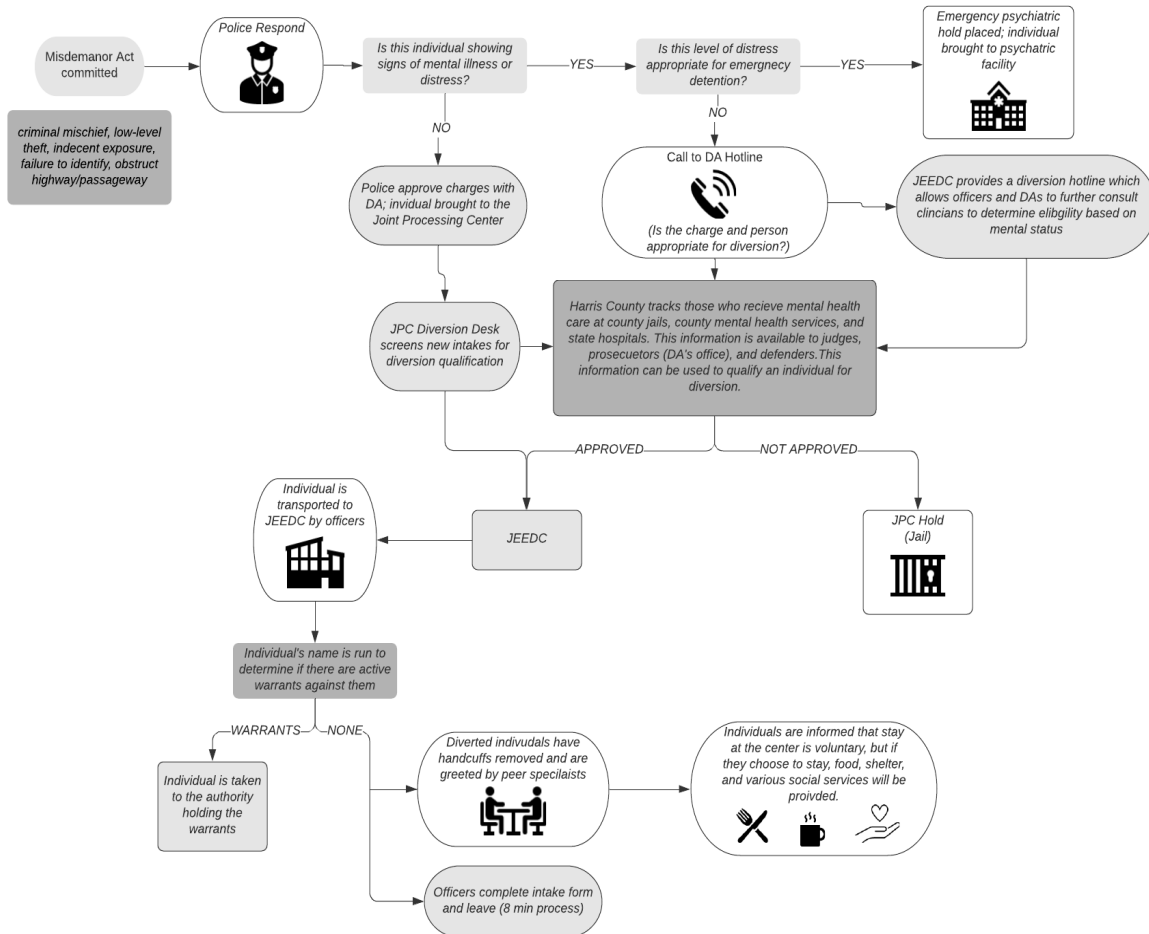 Misdemanor Act
committed
criminal mischief, low-level
theft, indecent exposure,
failure to identify, obstruct
highway/passageway
Police Respond
Is this individual showing
signs of mental illness or
distress?
YES
Is this level of distress
appropriate for emergnecy
detention?
YES
Emergency psychiatric
hold placed; individual
brought to psychatric
facility
NO
NO
Police approve charges with
DA; invidual brought to the
Joint Processing Center
Call to DA Hotline
(Is the charge and person
appropriate for diversion?)
JEEDC provides a diversion hotline which
allows officers and DAs to further consult
clincians to determine elibgility based on
mental status
JPC Diversion Desk
screens new intakes for
diversion qualification
Harris County tracks those who recieve mental health
care at county jails, county mental health services, and
state hospitals. This information is available to judges,
prosecuetors (DA's office), and defenders.This
information can be used to qualify an individual for
diversion.
APPROVED
NOT APPROVED
Individual is
transported to
JEEDC by officers
JEEDC
JPC Hold
(Jail)
Individual's name is run to
determine if there are active
warrants against them
WARRANTS
NONE
Individual is taken
to the authority
holding the
warrants
Diverted indivudals have
handcuffs removed and are
greeted by peer specilaists
Individuals are informed that stay
at the center is voluntary, but if
they choose to stay, food, shelter,
and various social services will be
proivded.
Officers complete intake form
and leave (8 min process)